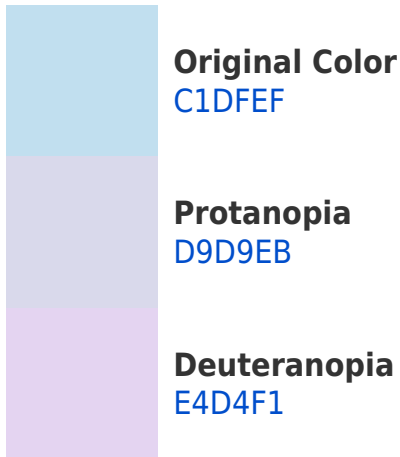 Original Color
C1DFEF
Protanopia
D9D9EB
Deuteranopia
E4D4F1